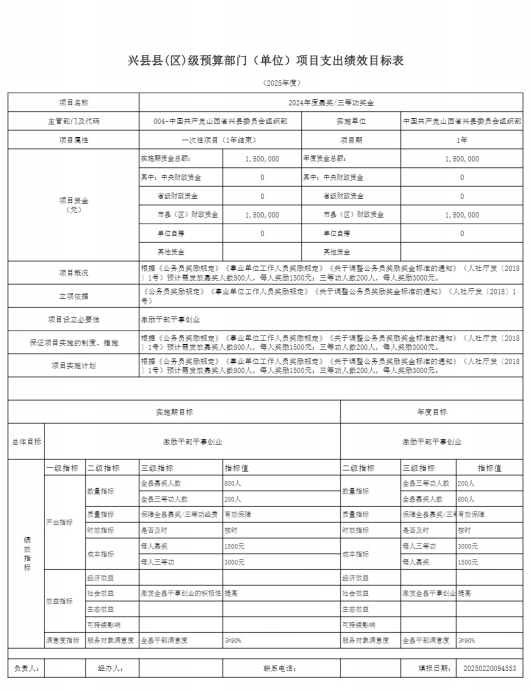 兴县县(区)级预算部门（单位）项目支出绩效目标表
（2025年度）
项目名称 2024年度嘉奖/三等功奖金
主管部门及代码 004-中国共产党山西省兴县委员会组织部 实施单位 中国共产党山西省兴县委员会组织部
项目属性 一次性项目（1年结束） 项目期 1年
项目资金（元） 实施期资金总额： 1,800,000 年度资金总额： 1,800,000
其中：中央财政资金 0 其中：中央财政资金 0
省级财政资金 0 省级财政资金 0
市县（区）财政资金 1,800,000 市县（区）财政资金 1,800,000
单位自筹 0 单位自筹 0
其他资金 其他资金
项目概况 根据《公务员奖励规定》《事业单位工作人员奖励规定》《关于调整公务员奖励奖金标准的通知》（人社厅发〔2018
〕1号）预计需发放嘉奖人数800人，每人奖励1500元；三等功人数200人，每人奖励3000元。
立项依据 《公务员奖励规定》《事业单位工作人员奖励规定》《关于调整公务员奖励奖金标准的通知》（人社厅发〔2018〕1
号）
项目设立必要性 激励干部干事创业
保证项目实施的制度、措施 根据《公务员奖励规定》《事业单位工作人员奖励规定》《关于调整公务员奖励奖金标准的通知》（人社厅发〔2018
〕1号）预计需发放嘉奖人数800人，每人奖励1500元；三等功人数200人，每人奖励3000元。
项目实施计划 根据《公务员奖励规定》《事业单位工作人员奖励规定》《关于调整公务员奖励奖金标准的通知》（人社厅发〔2018
〕1号）预计需发放嘉奖人数800人，每人奖励1500元；三等功人数200人，每人奖励3000元。
实施期目标 年度目标
总体目标 激励干部干事创业 激励干部干事创业
绩效指标 一级指标 二级指标 三级指标 指标值 二级指标 三级指标 指标值
产出指标 数量指标 全县嘉奖人数 800人 数量指标 全县三等功人数 200人
全县三等功人数 200人 全县嘉奖人数 800人
质量指标 保障全县嘉奖/三等功经费 有效保障 质量指标 保障全县嘉奖/三等 有效保障
时效指标 是否及时 按时 时效指标 是否及时 按时
成本指标 每人嘉奖 1500元 成本指标 每人三等功 3000元
每人三等功 3000元 每人嘉奖 1500元
效益指标 经济效益 经济效益
社会效益 激发全县干事创业的积极性 提高 社会效益 激发全县干事创业 提高
生态效益 生态效益
可持续影响 可持续影响
满意度指标 服务对象满意度 全县干部满意度 ≥90% 服务对象满意度 全县干部满意度 ≥90%
负责人： 经办人： 联系电话： 填报日期： 20250220094553